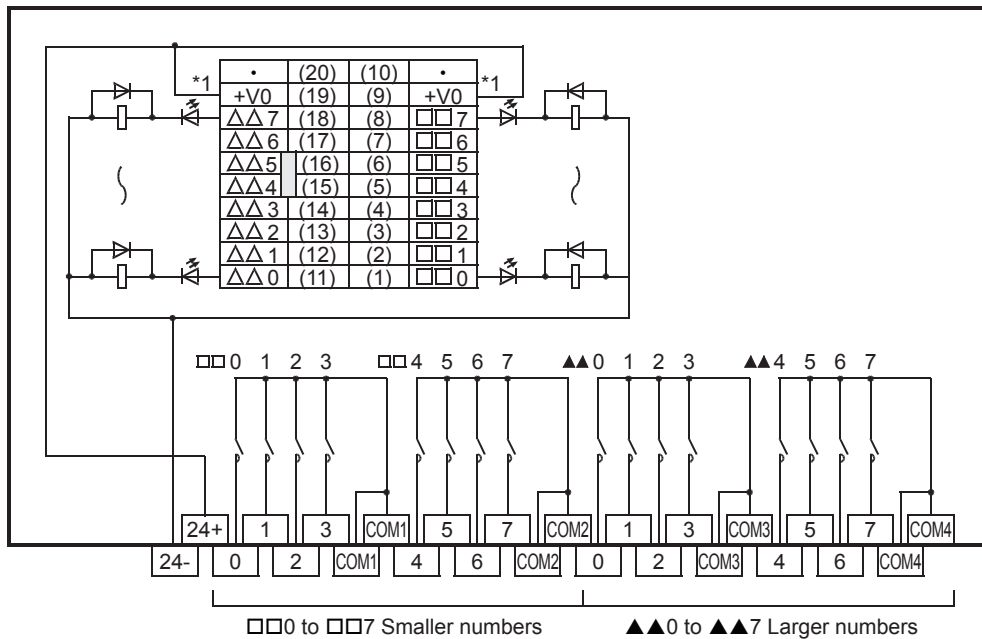 *1 • (20) (10) • *1
+V0 (19) (9) +V0
△△7 (18) (8) □□7
△△6 (17) (7) □□6
△△5 (16) (6) □□5
△△4 (15) (5) □□4
△△3 (14) (4) □□3
△△2 (13) (3) □□2
△△1 (12) (2) □□1
△△0 (11) (1) □□0
□□0 1 2 3 □□4 5 6 7 ▲▲0 1 2 3 ▲▲4 5 6 7
24+ 1 3 COM1 5 7 COM2 1 3 COM3 5 7 COM4
24- 0 2 COM1 4 6 COM2 0 2 COM3 4 6 COM4
□□0 to □□7 Smaller numbers ▲▲0 to ▲▲7 Larger numbers